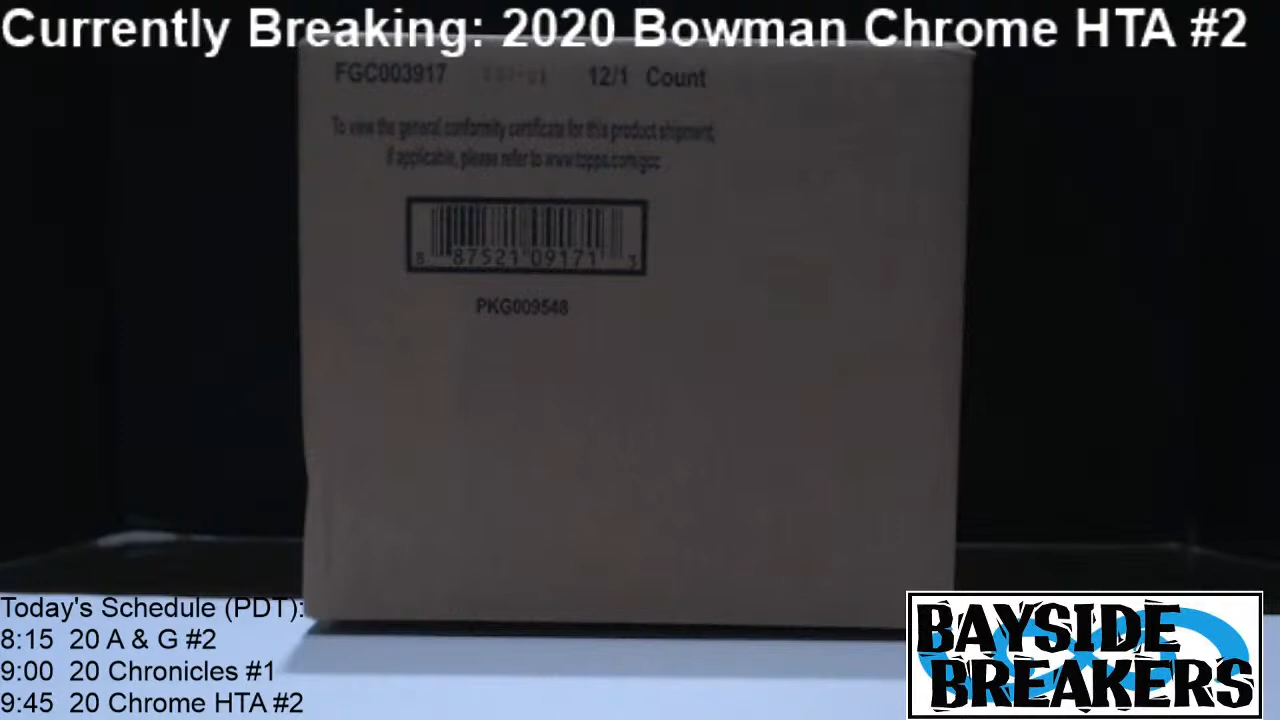 Currently Breaking: 2020 Bowman Chrome HTA #2
FGC003917 12/1 Count
To view the general conformity certificate for this product shipment,
if applicable, please refer to www.topps.com/gcc
8 87521 09171 3
PKG009548
Today's Schedule (PDT):
8:15 20 A & G #2
9:00 20 Chronicles #1
9:45 20 Chrome HTA #2
BAYSIDE
BREAKERS